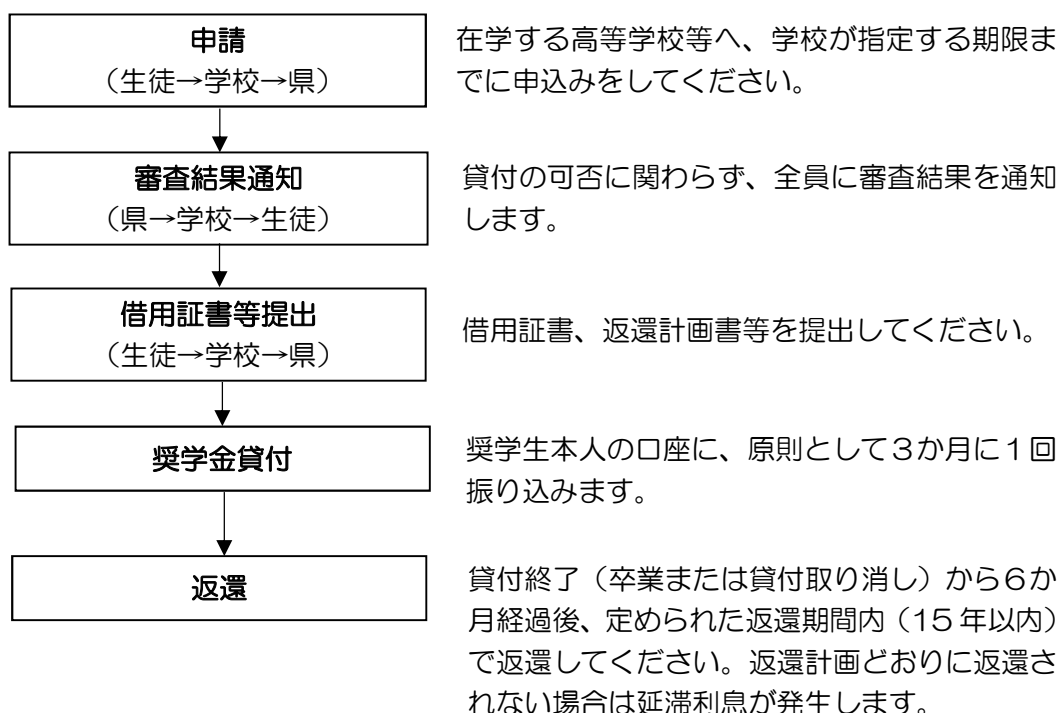 申請
（生徒→学校→県）
在学する高等学校等へ、学校が指定する期限ま
でに申込みをしてください。
審査結果通知
（県→学校→生徒）
貸付の可否に関わらず、全員に審査結果を通知
します。
借用証書等提出
（生徒→学校→県）
借用証書、返還計画書等を提出してください。
奨学金貸付
奨学生本人の口座に、原則として３か月に１回
振り込みます。
返還
貸付終了（卒業または貸付取り消し）から６か
月経過後、定められた返還期間内（15 年以内）
で返還してください。返還計画どおりに返還さ
れない場合は延滞利息が発生します。